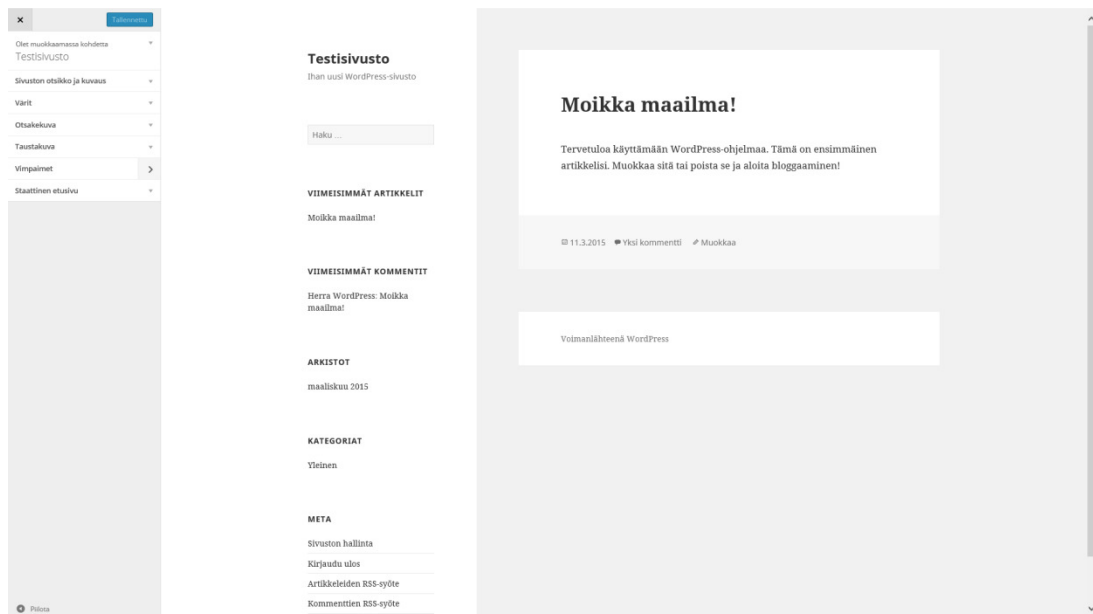 ×
Tallennettu
Olet muokkaamassa kohdetta
Testisivusto
Sivuston otsikko ja kuvaus
Värit
Otsakekuva
Taustakuva
Vimpaimet
Staattinen etusivu
Piilota
Testisivusto
Ihan uusi WordPress-sivusto
Haku …
VIIMEISIMMÄT ARTIKKELIT
Moikka maailma!
VIIMEISIMMÄT KOMMENTIT
Herra WordPress: Moikka
maailma!
ARKISTOT
maaliskuu 2015
KATEGORIAT
Yleinen
META
Sivuston hallinta
Kirjaudu ulos
Artikkeleiden RSS-syöte
Kommenttien RSS-syöte
Moikka maailma!
Tervetuloa käyttämään WordPress-ohjelmaa. Tämä on ensimmäinen
artikkelisi. Muokkaa sitä tai poista se ja aloita bloggaaminen!
11.3.2015 Yksi kommentti Muokkaa
Voimanlähteenä WordPress